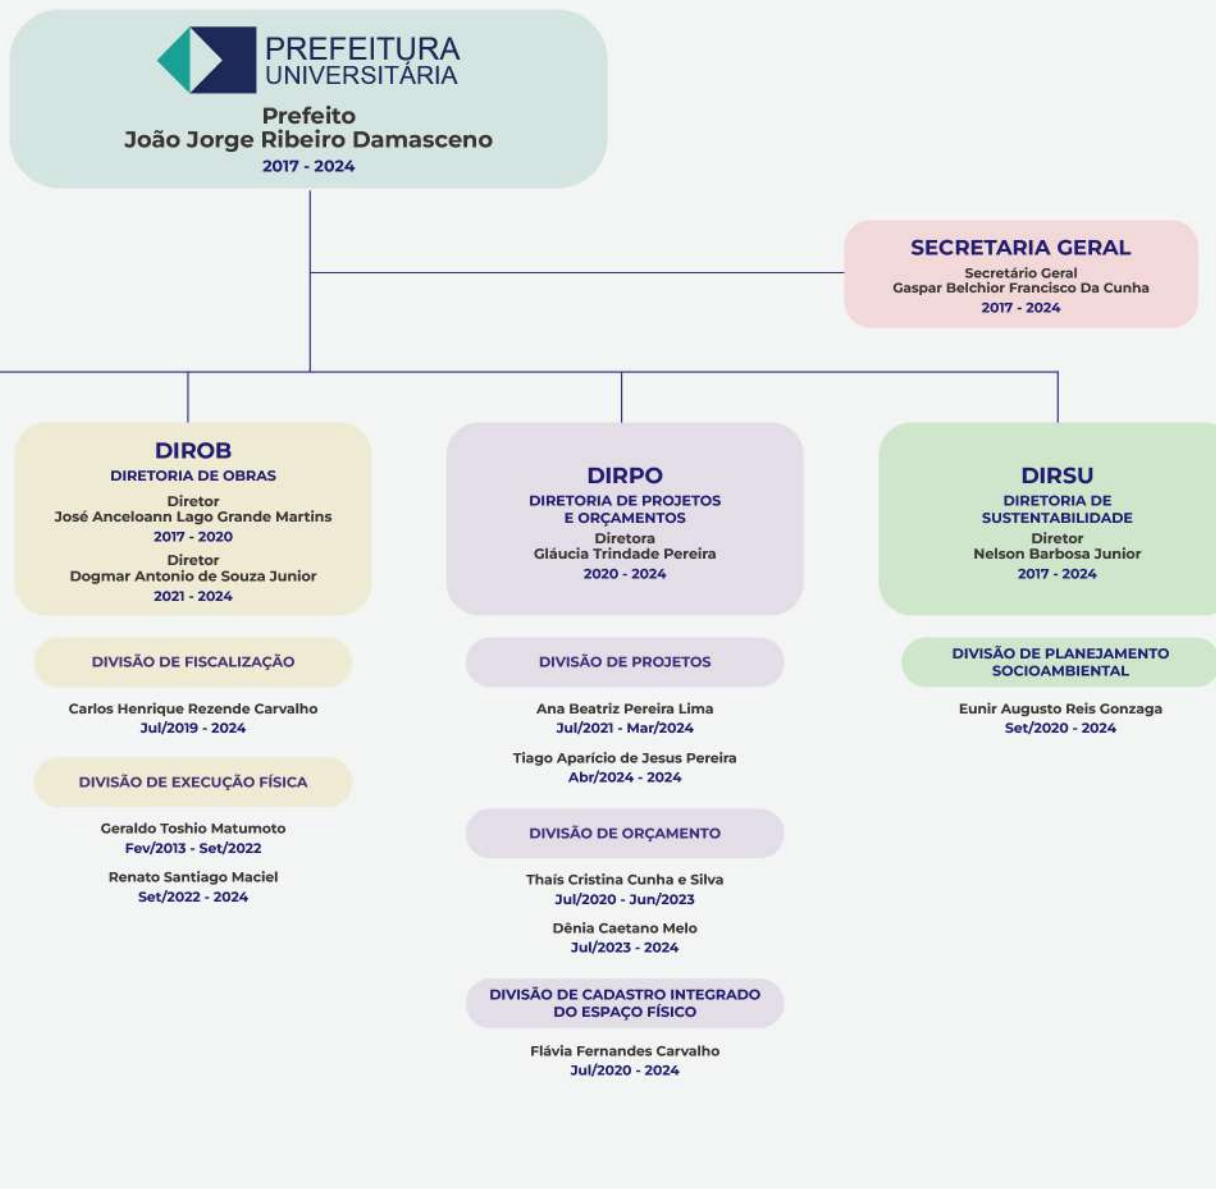 PREFEITURA
UNIVERSITÁRIA
Prefeito
João Jorge Ribeiro Damasceno
2017 - 2024
SECRETARIA GERAL
Secretário Geral
Gaspar Belchior Francisco Da Cunha
2017 - 2024
DIROB
DIRETORIA DE OBRAS
Diretor
José Anceloann Lago Grande Martins
2017 - 2020
Diretor
Dogmar Antonio de Souza Junior
2021 - 2024
DIVISÃO DE FISCALIZAÇÃO
Carlos Henrique Rezende Carvalho
Jul/2019 - 2024
DIVISÃO DE EXECUÇÃO FÍSICA
Geraldo Toshio Matumoto
Fev/2013 - Set/2022
Renato Santiago Maciel
Set/2022 - 2024
DIRPO
DIRETORIA DE PROJETOS
E ORÇAMENTOS
Diretora
Gláucia Trindade Pereira
2020 - 2024
DIVISÃO DE PROJETOS
Ana Beatriz Pereira Lima
Jul/2021 - Mar/2024
Tiago Aparício de Jesus Pereira
Abr/2024 - 2024
DIVISÃO DE ORÇAMENTO
Thaís Cristina Cunha e Silva
Jul/2020 - Jun/2023
Dênia Caetano Melo
Jul/2023 - 2024
DIVISÃO DE CADASTRO INTEGRADO
DO ESPAÇO FÍSICO
Flávia Fernandes Carvalho
Jul/2020 - 2024
DIRSU
DIRETORIA DE
SUSTENTABILIDADE
Diretor
Nelson Barbosa Junior
2017 - 2024
DIVISÃO DE PLANEJAMENTO
SOCIOAMBIENTAL
Eunir Augusto Reis Gonzaga
Set/2020 - 2024